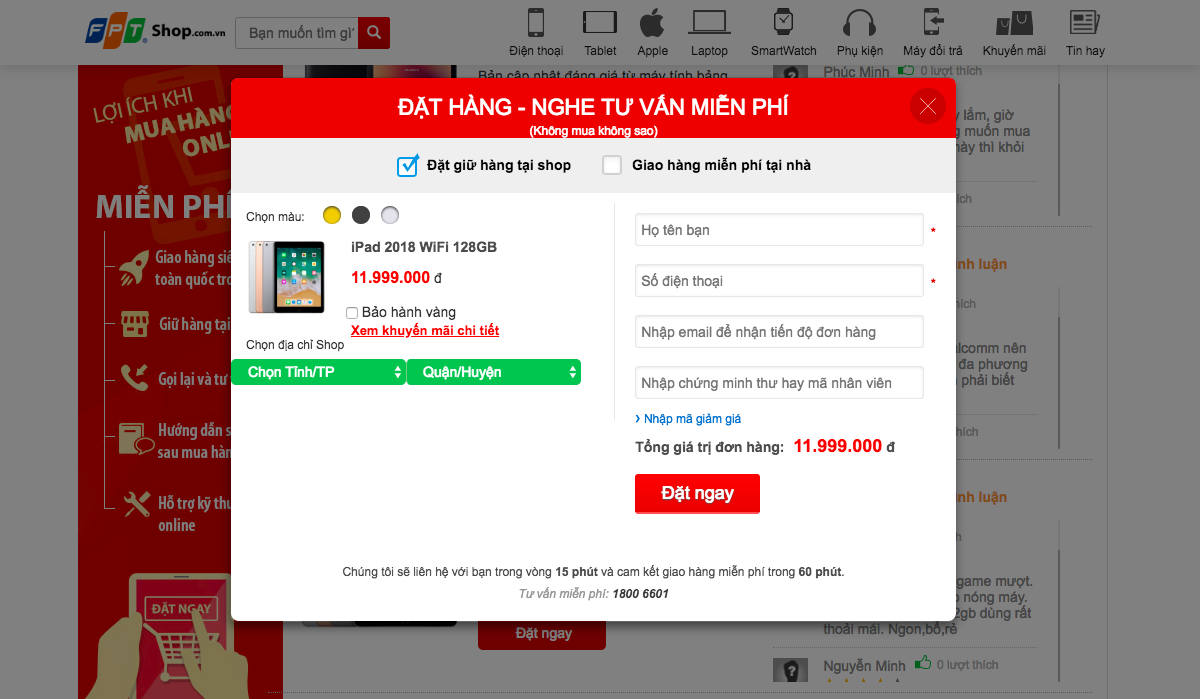 FPT Shop.com.vn
Bạn muốn tìm gì?
Điện thoại
Tablet
Apple
Laptop
SmartWatch
Phụ kiện
Máy đổi trả
Khuyến mãi
Tin hay
LỢI ÍCH KHI
MUA HÀNG
ONL
MIỄN PHÍ
Giao hàng siê
toàn quốc tro
Giữ hàng tại
Gọi lại và tư
Hướng dẫn s
sau mua hàn
Hỗ trợ kỹ thu
online
ĐẶT NGAY
Bản cập nhật đáng giá từ máy tính bảng
Phúc Minh 0 lượt thích
ĐẶT HÀNG - NGHE TƯ VẤN MIỄN PHÍ
(Không mua không sao)
Đặt giữ hàng tại shop
Giao hàng miễn phí tại nhà
Chọn màu:
iPad 2018 WiFi 128GB
11.999.000 đ
Bảo hành vàng
Xem khuyến mãi chi tiết
Chọn địa chỉ Shop
Chọn Tỉnh/TP
Quận/Huyện
Họ tên bạn *
Số điện thoại *
Nhập email để nhận tiến độ đơn hàng
Nhập chứng minh thư hay mã nhân viên
› Nhập mã giảm giá
Tổng giá trị đơn hàng: 11.999.000 đ
Đặt ngay
Chúng tôi sẽ liên hệ với bạn trong vòng 15 phút và cam kết giao hàng miễn phí trong 60 phút.
Tư vấn miễn phí: 1800 6601
Đặt ngay
y lắm, giờ
g muốn mua
này thì khỏi
ích
nh luận
hích
alcomm nên
đa phương
phải biết
hích
nh luận
h
game mượt.
nóng máy.
2gb dùng rất
thoải mái. Ngon,bổ,rẻ
Nguyễn Minh 0 lượt thích